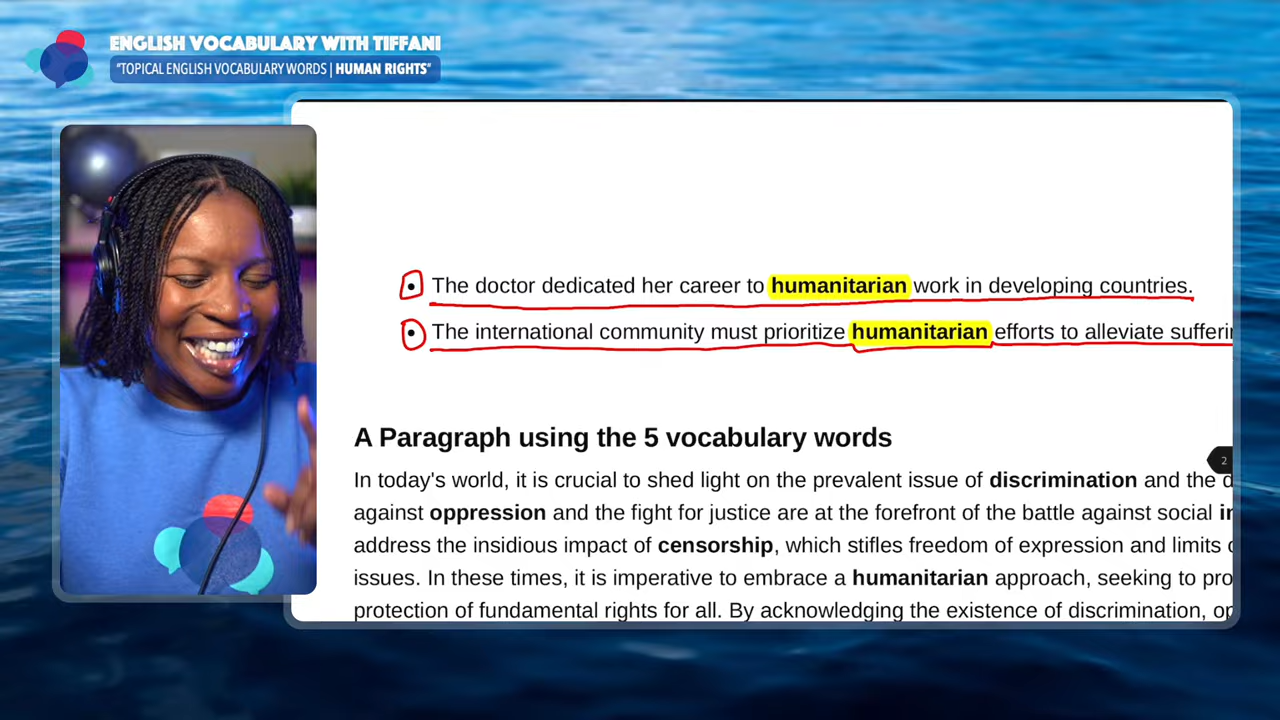 ENGLISH VOCABULARY WITH TIFFANI
"TOPICAL ENGLISH VOCABULARY WORDS | HUMAN RIGHTS"
• The doctor dedicated her career to humanitarian work in developing countries.
• The international community must prioritize humanitarian efforts to alleviate
A Paragraph using the 5 vocabulary words
2
In today's world, it is crucial to shed light on the prevalent issue of discrimination and the
against oppression and the fight for justice are at the forefront of the battle against social
address the insidious impact of censorship, which stifles freedom of expression and limits
issues. In these times, it is imperative to embrace a humanitarian approach, seeking to
protection of fundamental rights for all. By acknowledging the existence of discrimination,